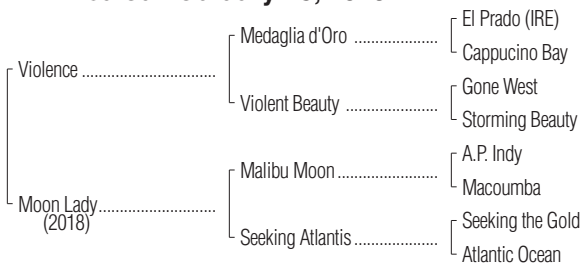 El Prado (IRE)
Medaglia d'Oro ......................
Cappucino Bay
Violence ...................................
Gone West
Violent Beauty ........................
Storming Beauty
A.P. Indy
Malibu Moon ..........................
Macoumba
Moon Lady..............................
(2018)
Seeking the Gold
Seeking Atlantis .....................
Atlantic Ocean